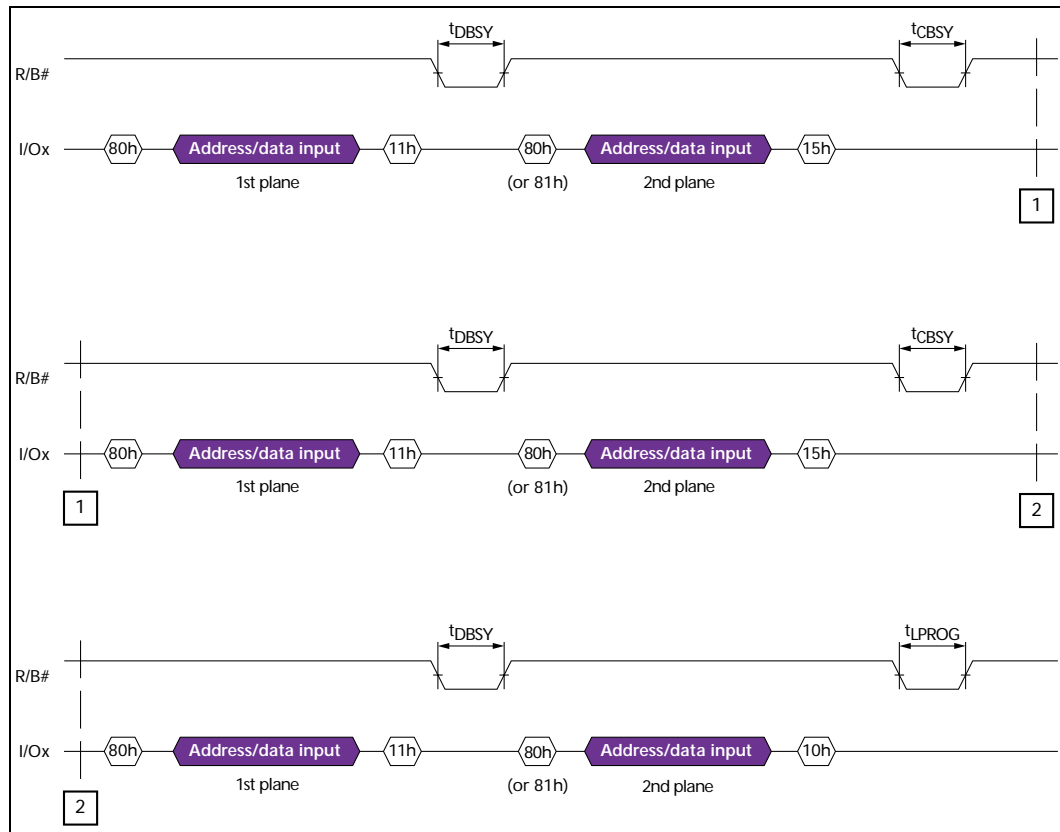 tDBSY tCBSY
R/B#
I/Ox 80h Address/data input 11h 80h Address/data input 15h
1st plane (or 81h) 2nd plane
1
tDBSY tCBSY
R/B#
I/Ox 80h Address/data input 11h 80h Address/data input 15h
1st plane (or 81h) 2nd plane
1 2
tDBSY tLPROG
R/B#
I/Ox 80h Address/data input 11h 80h Address/data input 10h
1st plane (or 81h) 2nd plane
2